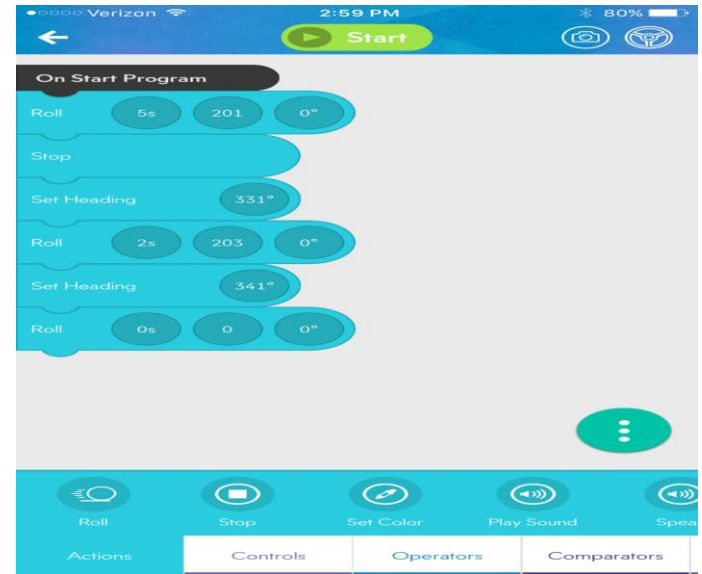 Verizon 2:59 PM 80%
Start
On Start Program
Roll 5s 201 0°
Stop
Set Heading 331°
Roll 2s 203 0°
Set Heading 341°
Roll 0s 0 0°
Roll Stop Set Color Play Sound Spea
Actions Controls Operators Comparators